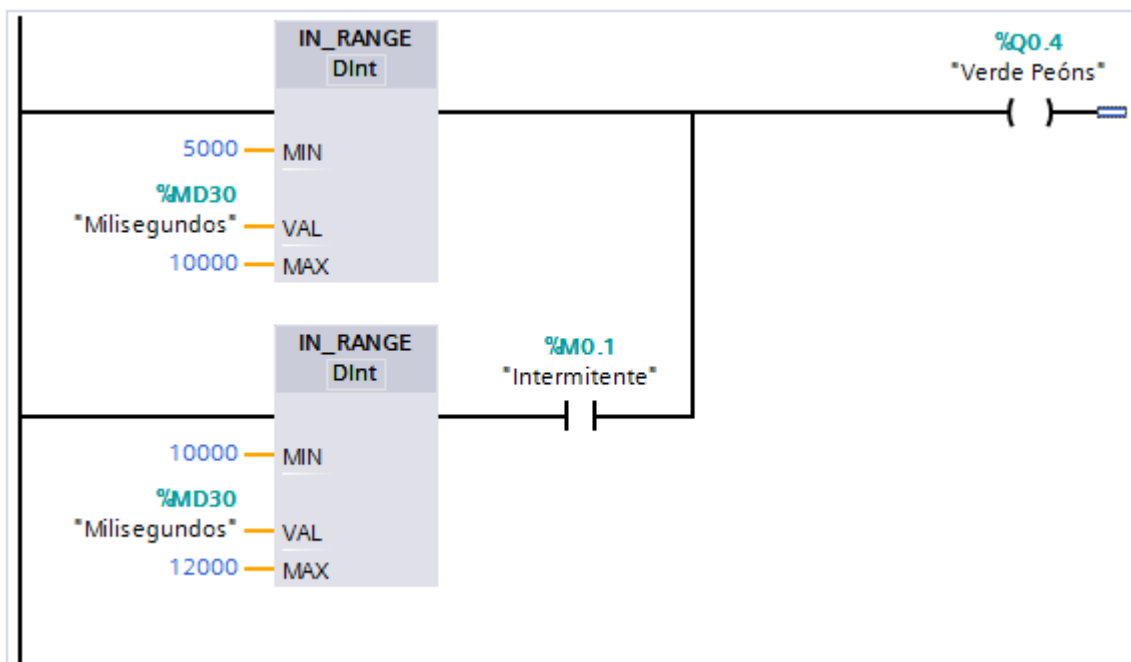 IN_RANGE
DInt
%Q0.4
"Verde Peóns"
5000
MIN
%MD30
"Milisegundos"
VAL
10000
MAX
IN_RANGE
DInt
%M0.1
"Intermitente"
10000
MIN
%MD30
"Milisegundos"
VAL
12000
MAX